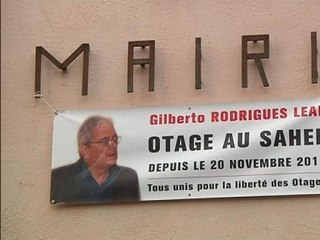 MAIRI
Gilberto RODRIGUES LEA
OTAGE AU SAHE
DEPUIS LE 20 NOVEMBRE 201
Tous unis pour la liberté des Otage